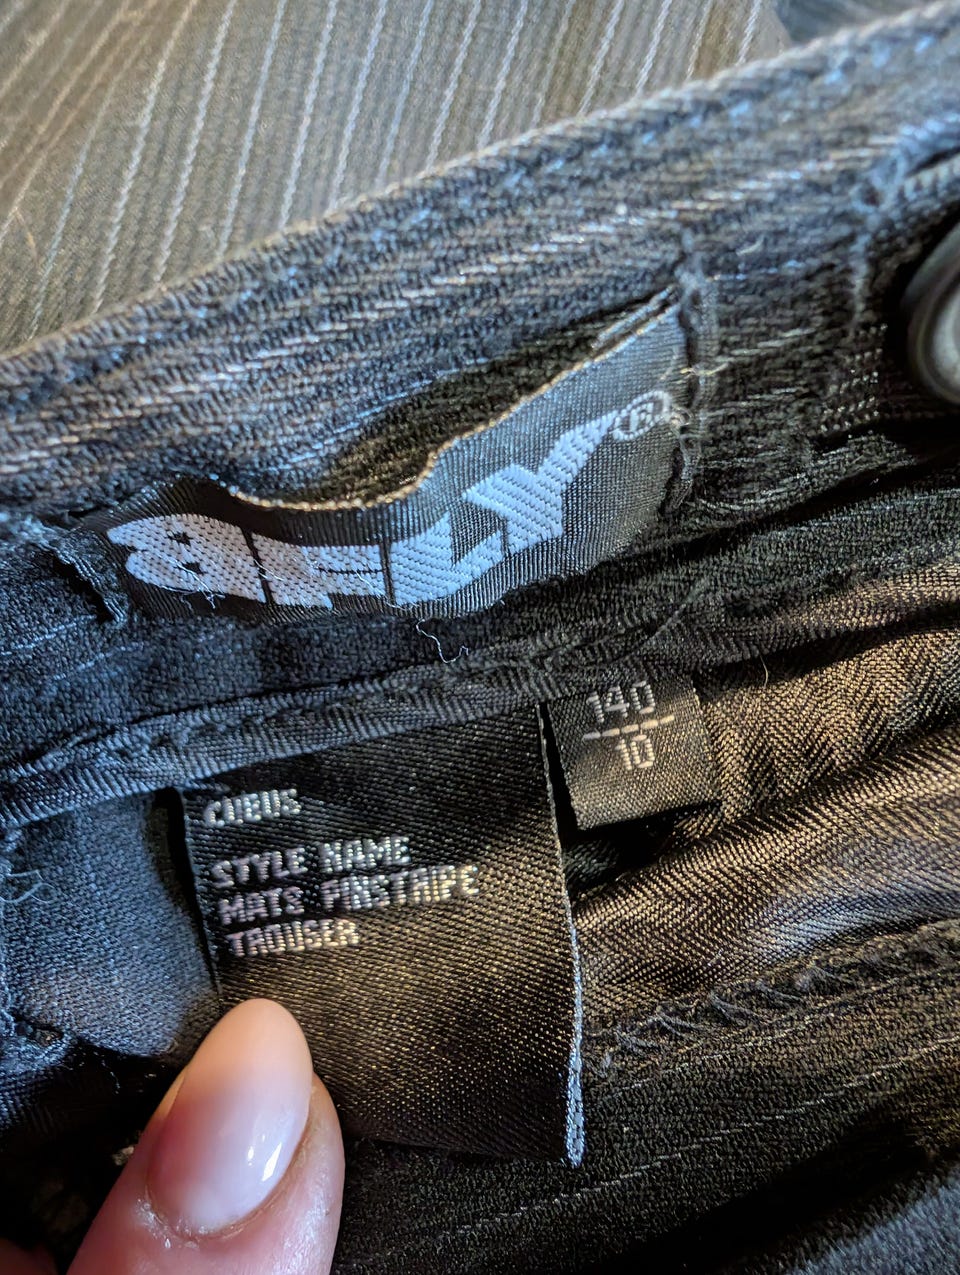 ®
140
10
CUBUS
STYLE NAME
MATS PINSTRIPE
TROUSER